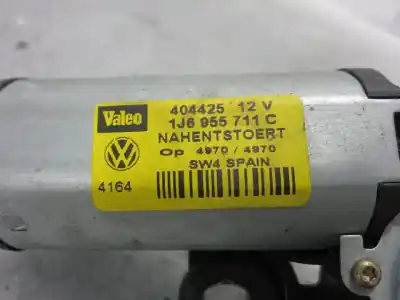 Valeo 404425 12 V
1J6 955 711 C
NAHENTSTOERT
Op 4970 / 4970
SW4 SPAIN
4164